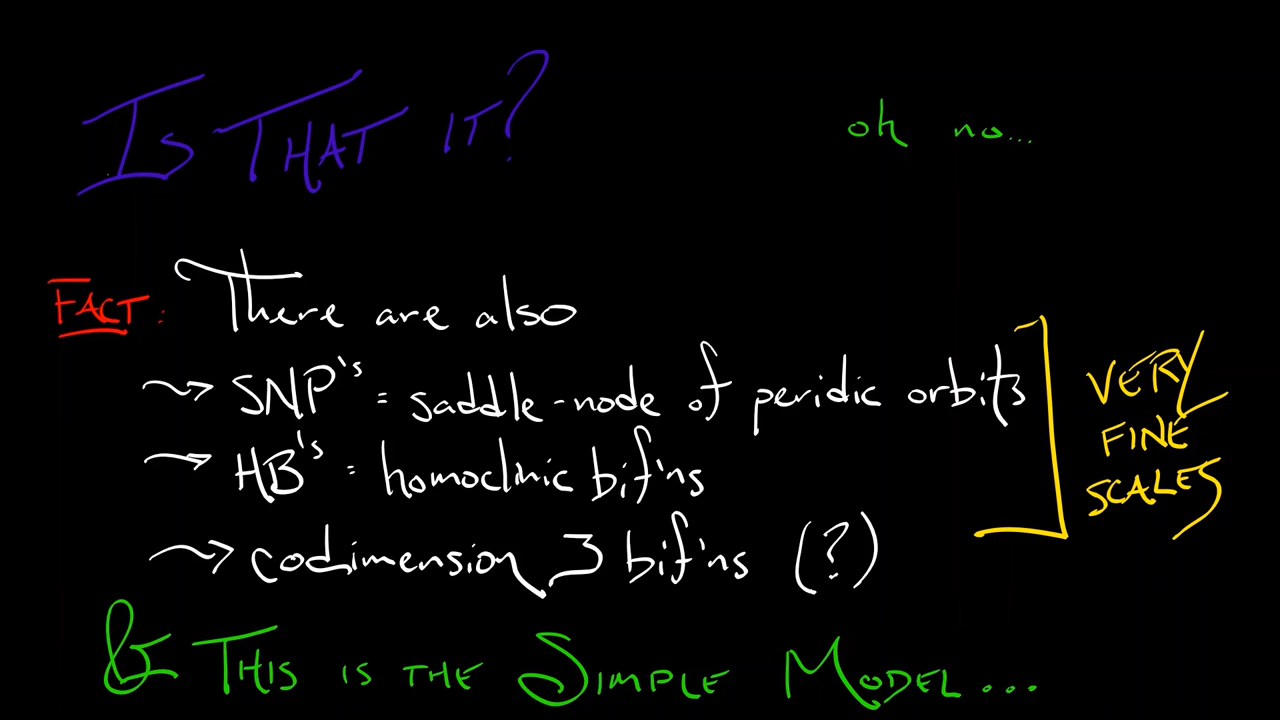 Is THAT IT?
oh no...
FACT: There are also
~> SNP's = saddle-node of peridic orbits
~> HB's = homoclinic bif'ns
~> codimension 3 bif'ns (?)
VERY
FINE
SCALES
& THIS IS THE SIMPLE MODEL...